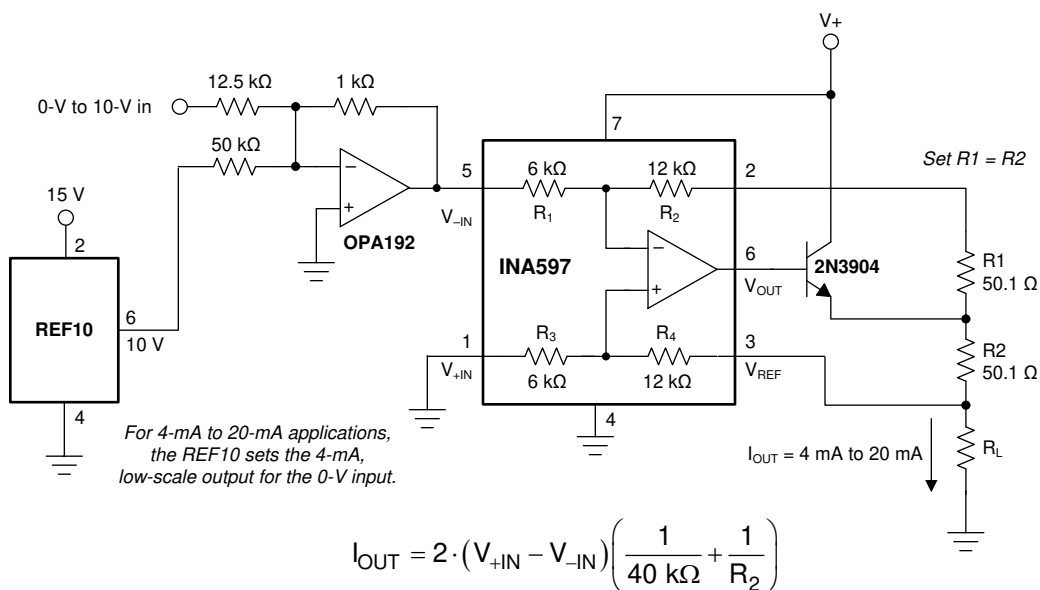 V+
12.5 kΩ
1 kΩ
0-V to 10-V in
50 kΩ
−
+
OPA192
15 V
2
REF10
6
10 V
4
For 4-mA to 20-mA applications,
the REF10 sets the 4-mA,
low-scale output for the 0-V input.
7
5
V–IN
6 kΩ
R1
12 kΩ
R2
2
INA597
−
+
6
VOUT
2N3904
1
V+IN
R3
6 kΩ
R4
12 kΩ
3
VREF
4
Set R1 = R2
R1
50.1 Ω
R2
50.1 Ω
IOUT = 4 mA to 20 mA
RL
IOUT = 2·(V+IN − V−IN)(1/40 kΩ + 1/R2)